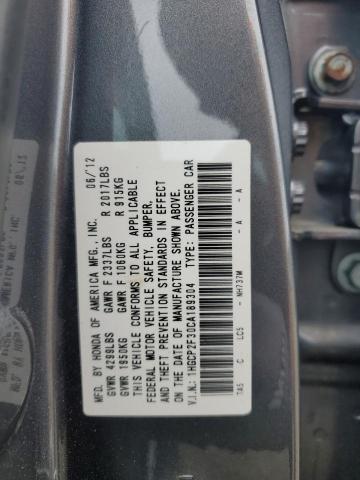 MFD. BY HONDA OF AMERICA MFG., INC. 06/12
GVWR 4299LBS GAWR F 2337LBS R 2017LBS
GVWR 1950KG GAWR F 1060KG R 915KG
THIS VEHICLE CONFORMS TO ALL APPLICABLE
FEDERAL MOTOR VEHICLE SAFETY, BUMPER,
AND THEFT PREVENTION STANDARDS IN EFFECT
ON THE DATE OF MANUFACTURE SHOWN ABOVE.
V.I.N.: 1HGCP2F30CA189304 TYPE: PASSENGER CAR
TA5 C LC5 - NH737M - A - A